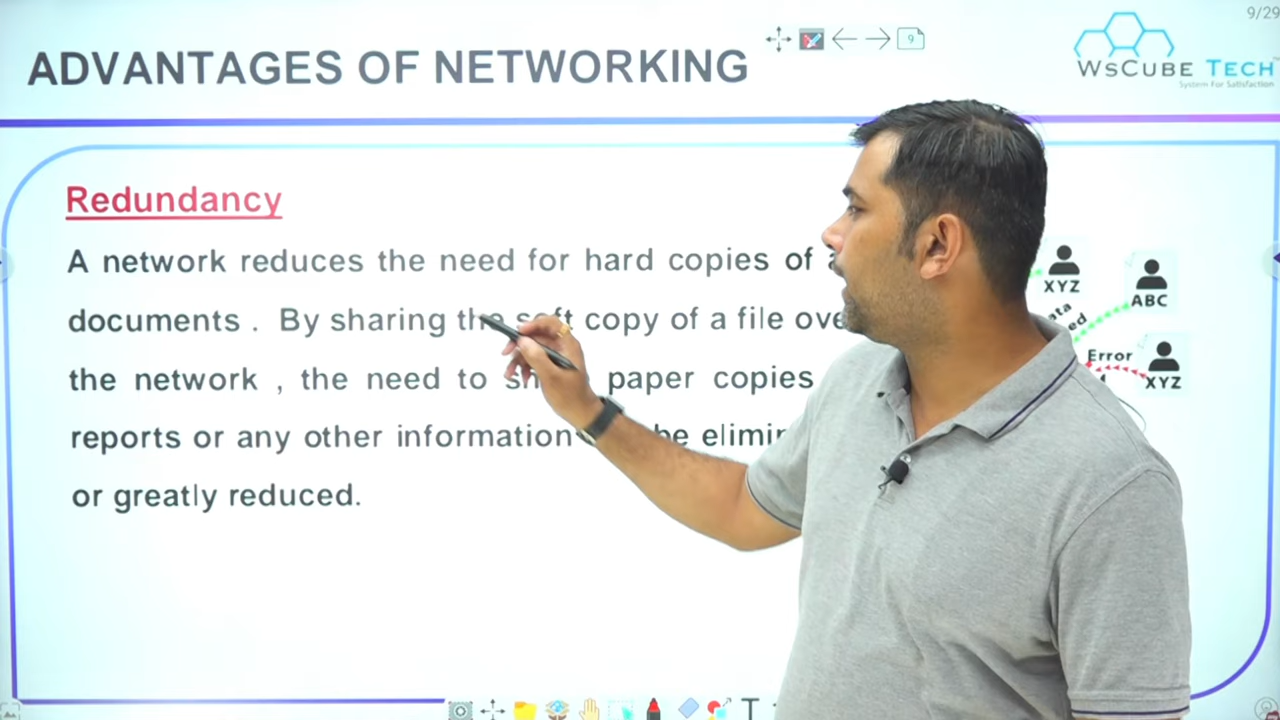 9/29
ADVANTAGES OF NETWORKING
9
WSCUBE TECH
System For Satisfaction
Redundancy
A network reduces the need for hard copies of
documents . By sharing the soft copy of a file
the network , the need to paper copies
reports or any other information be
or greatly reduced.
XYZ
ABC
Error
XYZ
T